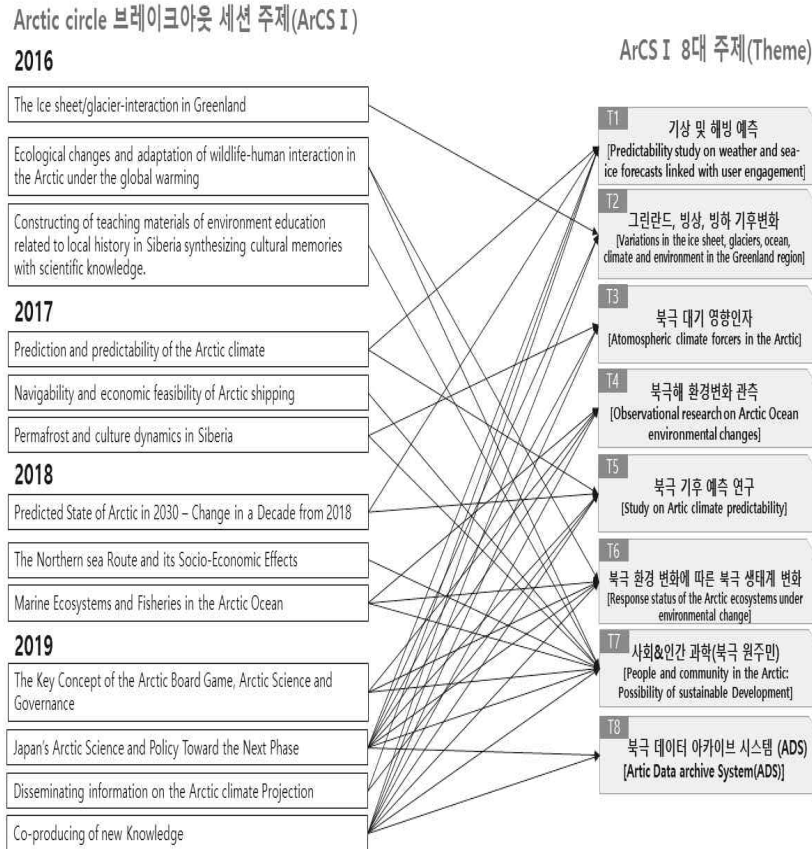 Arctic circle 브레이크아웃 세션 주제(ArCS I)
2016
The Ice sheet/glacier-interaction in Greenland
Ecological changes and adaptation of wildlife-human interaction in
the Arctic under the global warming
Constructing of teaching materials of environment education
related to local history in Siberia synthesizing cultural memories
with scientific knowledge.
2017
Prediction and predictability of the Arctic climate
Navigability and economic feasibility of Arctic shipping
Permafrost and culture dynamics in Siberia
2018
Predicted State of Arctic in 2030 – Change in a Decade from 2018
The Northern sea Route and its Socio-Economic Effects
Marine Ecosystems and Fisheries in the Arctic Ocean
2019
The Key Concept of the Arctic Board Game, Arctic Science and
Governance
Japan's Arctic Science and Policy Toward the Next Phase
Disseminating information on the Arctic climate Projection
Co-producing of new Knowledge
ArCS I 8대 주제(Theme)
T1
기상 및 해빙 예측
[Predictability study on weather and sea-
ice forecasts linked with user engagement]
T2
그린란드, 빙상, 빙하 기후변화
[Variations in the ice sheet, glaciers, ocean,
climate and environment in the Greenland region]
T3
북극 대기 영향인자
[Atomospheric climate forcers in the Arctic]
T4
북극해 환경변화 관측
[Observational research on Arctic Ocean
environmental changes]
T5
북극 기후 예측 연구
[Study on Artic climate predictability]
T6
북극 환경 변화에 따른 북극 생태계 변화
[Response status of the Arctic ecosystems under
environmental change]
T7
사회&인간 과학(북극 원주민)
[People and community in the Arctic:
Possibility of sustainable Development]
T8
북극 데이터 아카이브 시스템 (ADS)
[Artic Data archive System(ADS)]